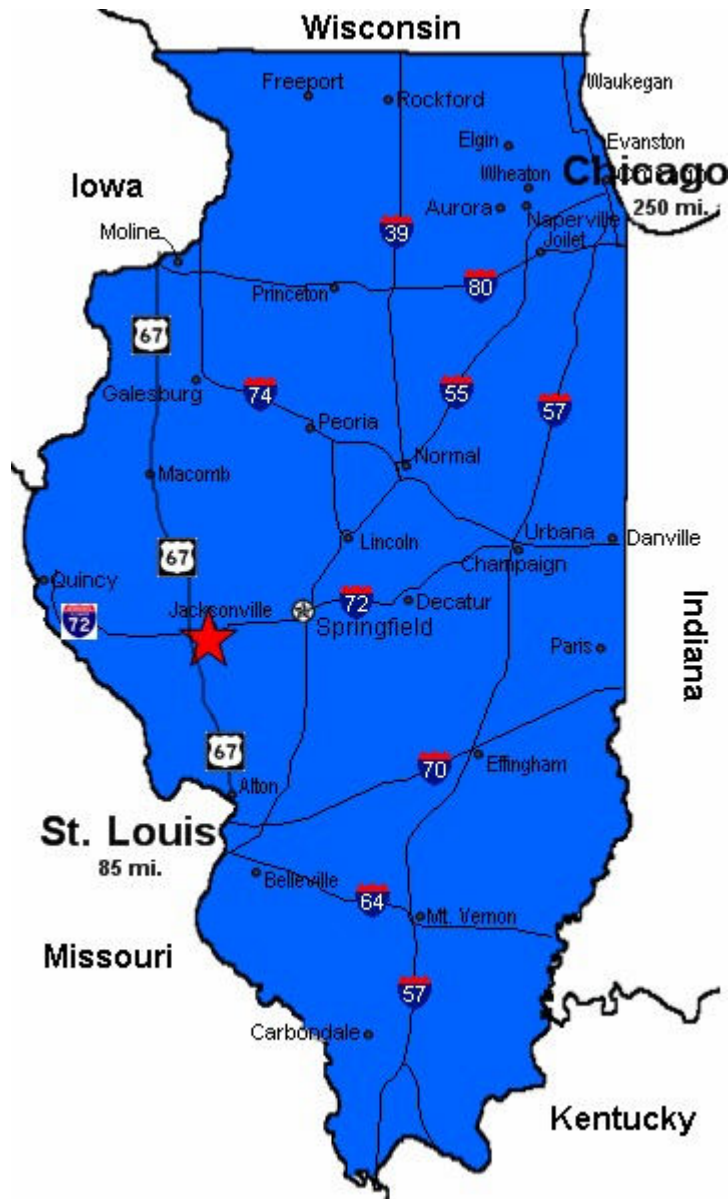 Wisconsin
Freeport
Rockford
Waukegan
Elgin
Evanston
Iowa
Wheaton
Chicago
Aurora
Naperville
250 mi.
39
Moline
Joilet
Princeton
80
67
Galesburg
74
55
57
Peoria
Normal
Macomb
67
Lincoln
Urbana
Danville
Champaign
Quincy
72
Jacksonville
72
Decatur
Springfield
Indiana
Paris
67
70
Effingham
Alton
St. Louis
85 mi.
Belleville
64
Mt. Vernon
Missouri
57
Carbondale
Kentucky